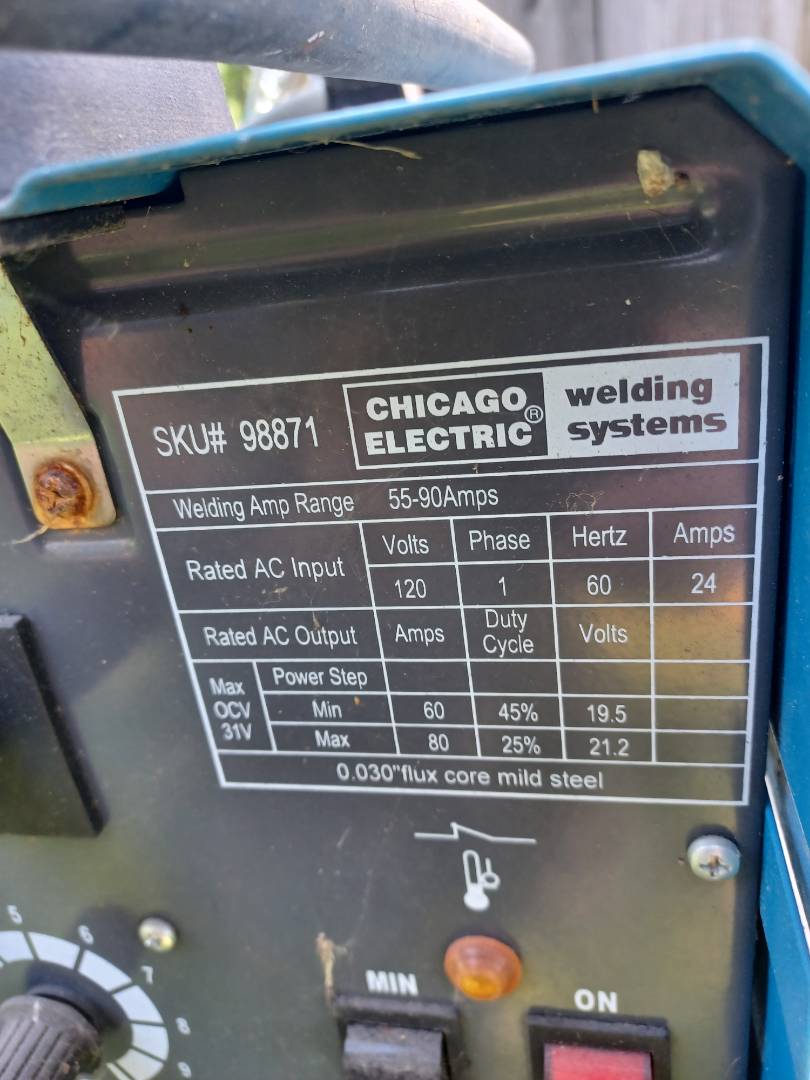 SKU# 98871
CHICAGO ELECTRIC® welding systems
Welding Amp Range 55-90Amps
Rated AC Input Volts Phase Hertz Amps
120 1 60 24
Rated AC Output Amps Duty Cycle Volts
Max OCV 31V
Power Step
Min 60 45% 19.5
Max 80 25% 21.2
0.030"flux core mild steel
5
6
7
8
9
MIN
ON